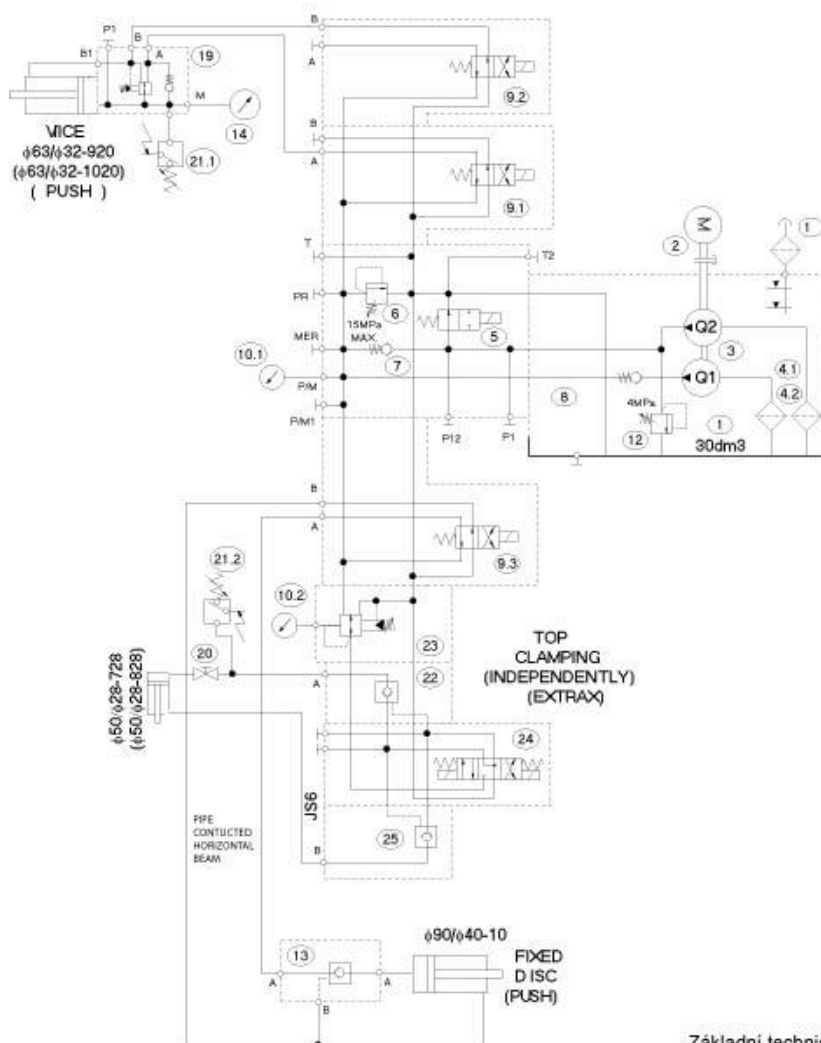 P1
B
A
19
B1
M
14
21.1
VICE
ϕ63/ϕ32-920
(ϕ63/ϕ32-1020)
( PUSH )
B
A
9.2
B
A
9.1
T
T2
PR
6
15MPa
MAX.
5
MER
7
10.1
P/M
P/M1
P12
P1
M
2
1
Q2
3
Q1
4.1
4.2
8
4MPa
12
1
30dm3
B
A
9.3
21.2
10.2
23
22
20
A
ϕ50/ϕ28-728
(ϕ50/ϕ28-828)
TOP
CLAMPING
(INDEPENDENTLY)
(EXTRAX)
24
JS6
25
B
PIPE
CONTUCTED
HORIZONTAL
BEAM
ϕ90/ϕ40-10
13
A
A
B
FIXED
DISC
(PUSH)
Základní technic